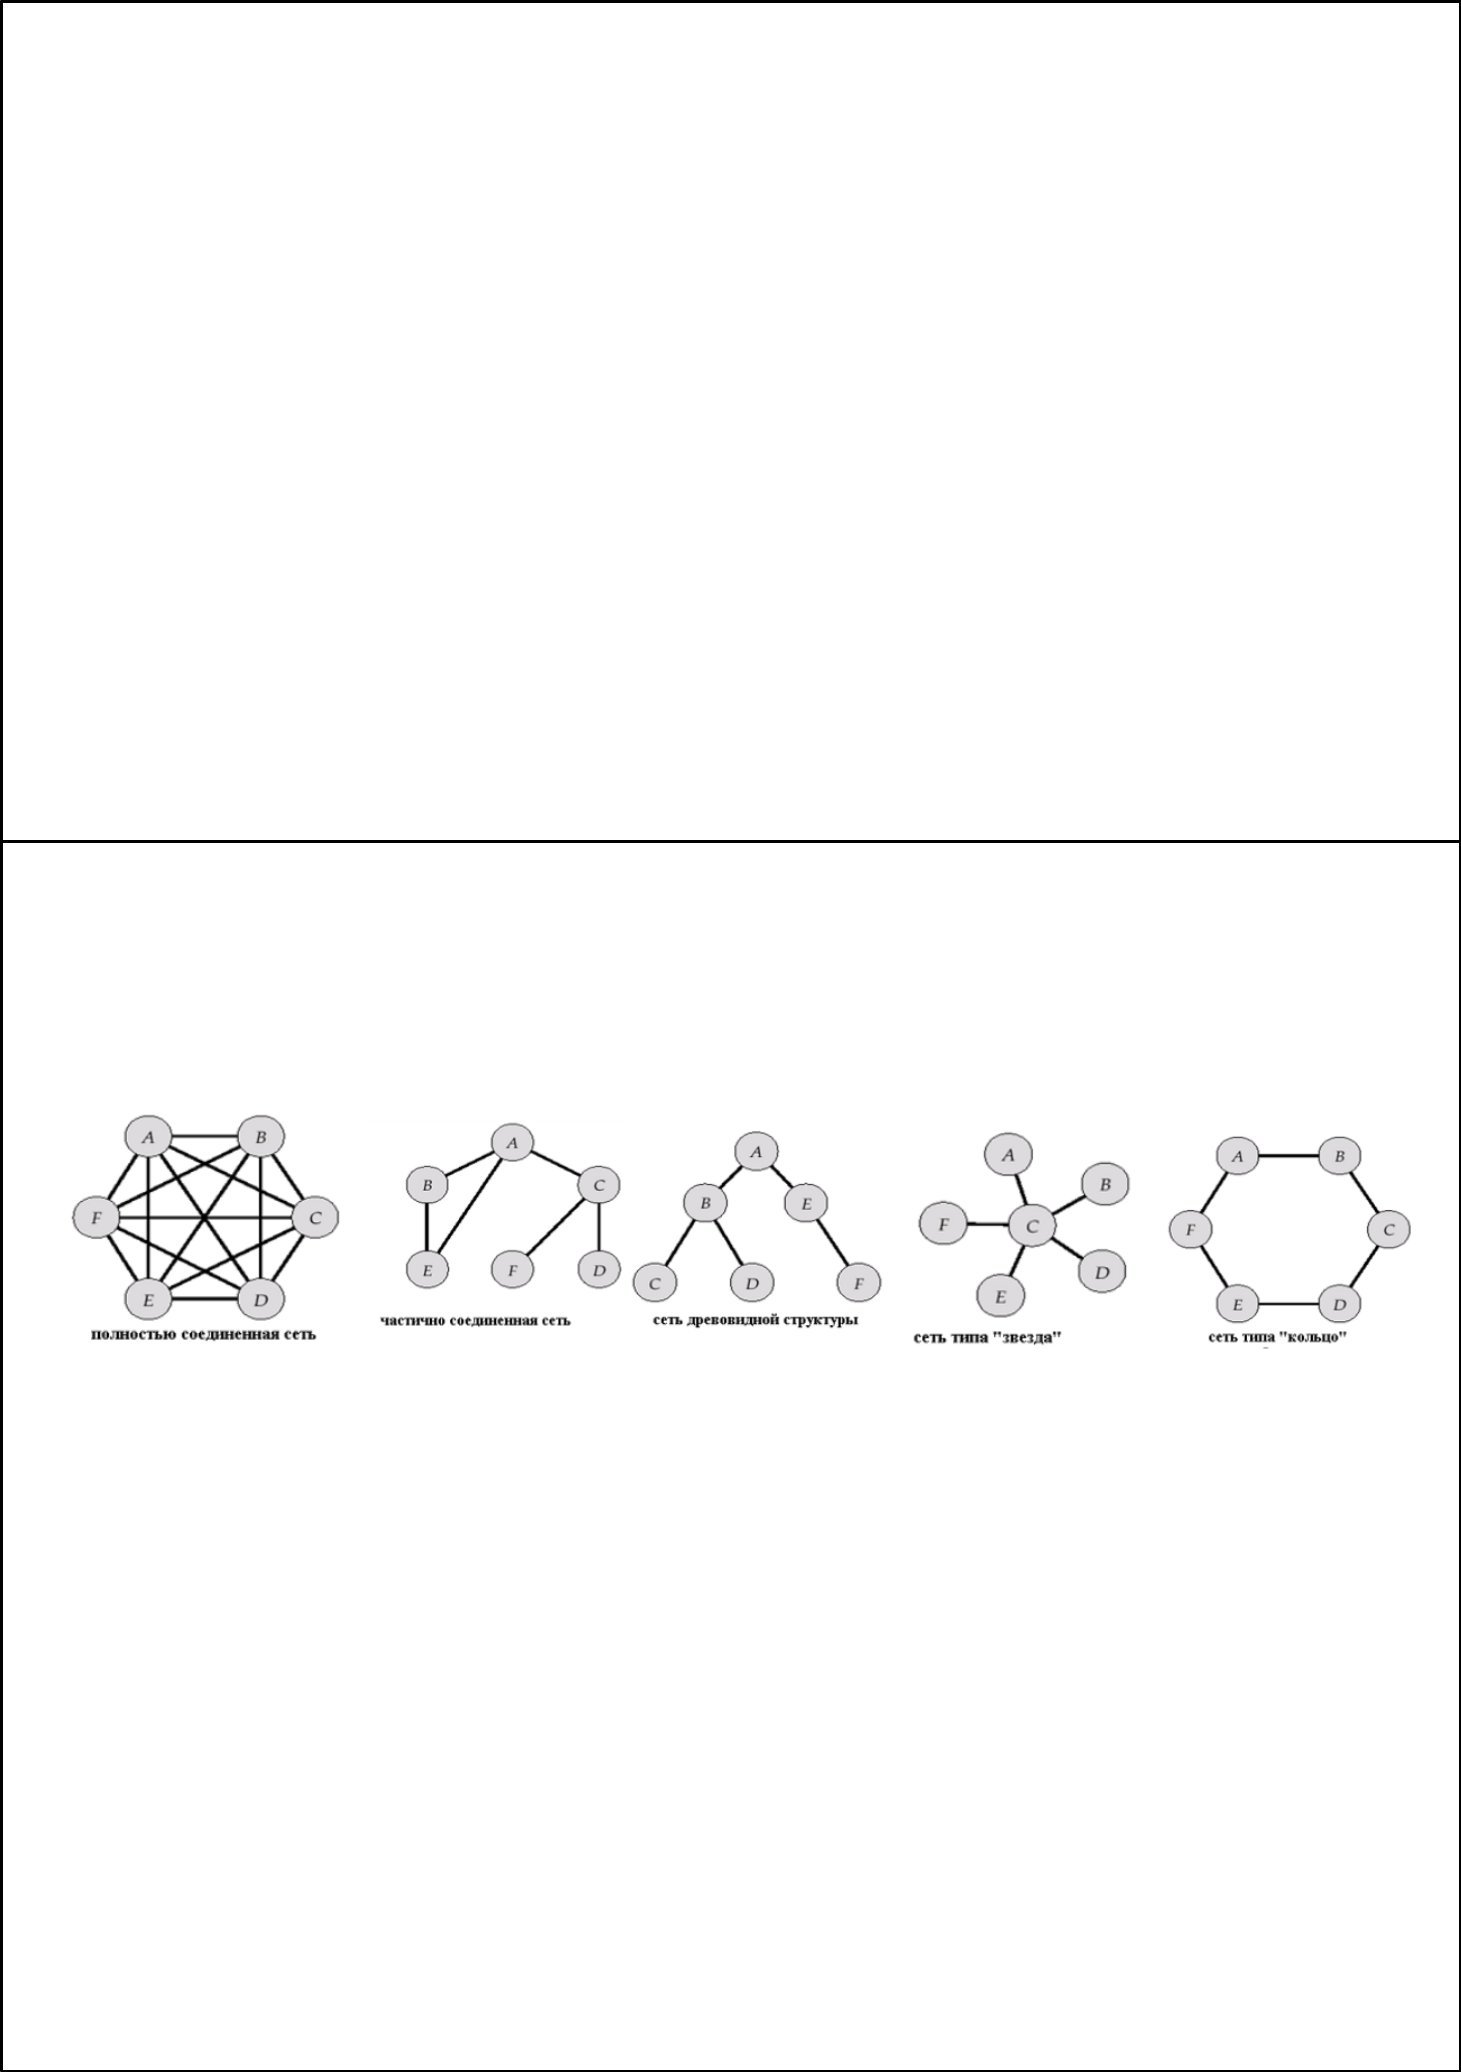 A B
F C
E D
полностью соединенная сеть
A
B C
E F D
частично соединенная сеть
A
B E
C D F
сеть древовидной структуры
A
B
F C
D
E
сеть типа "звезда"
A B
F C
E D
сеть типа "кольцо"